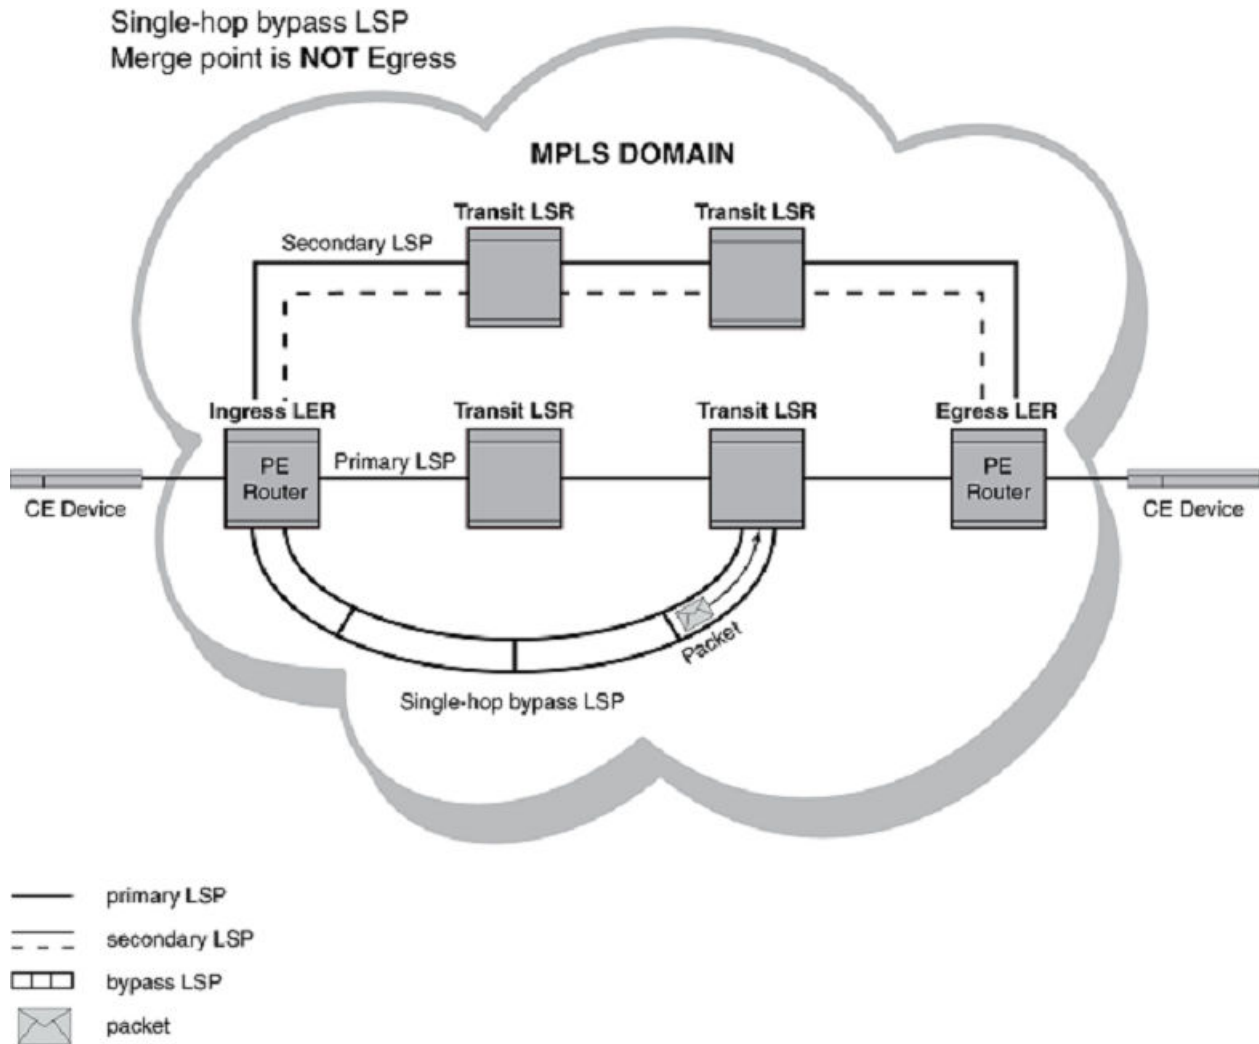 Single-hop bypass LSP
Merge point is NOT Egress
MPLS DOMAIN
Transit LSR
Transit LSR
Secondary LSP
Ingress LER
Transit LSR
Transit LSR
Egress LER
PE
Router
Primary LSP
PE
Router
CE Device
CE Device
Packet
Single-hop bypass LSP
primary LSP
secondary LSP
bypass LSP
packet